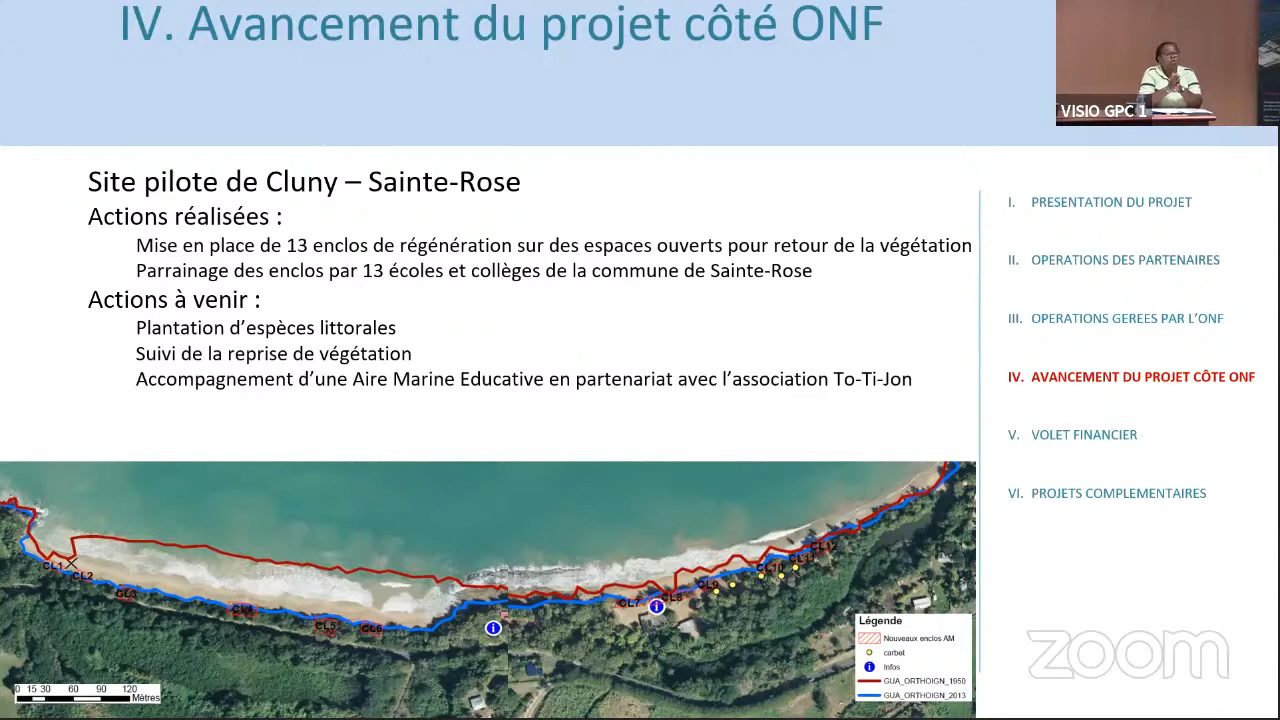 IV. Avancement du projet côté ONF
VISIO GPC 1
Site pilote de Cluny – Sainte-Rose
Actions réalisées :
Mise en place de 13 enclos de régénération sur des espaces ouverts pour retour de la végétation
Parrainage des enclos par 13 écoles et collèges de la commune de Sainte-Rose
Actions à venir :
Plantation d’espèces littorales
Suivi de la reprise de végétation
Accompagnement d’une Aire Marine Educative en partenariat avec l’association To-Ti-Jon
I. PRESENTATION DU PROJET
II. OPERATIONS DES PARTENAIRES
III. OPERATIONS GEREES PAR L’ONF
IV. AVANCEMENT DU PROJET CÔTE ONF
V. VOLET FINANCIER
VI. PROJETS COMPLEMENTAIRES
CL1
CL2
CL3
CL4
CL5
CL6
CL7
CL8
CL9
CL10
CL11
CL12
0 15 30 60 90 120
Mètres
Légende
Nouveaux enclos AM
carbet
Infos
GUA_ORTHOIGN_1950
GUA_ORTHOIGN_2013
zoom